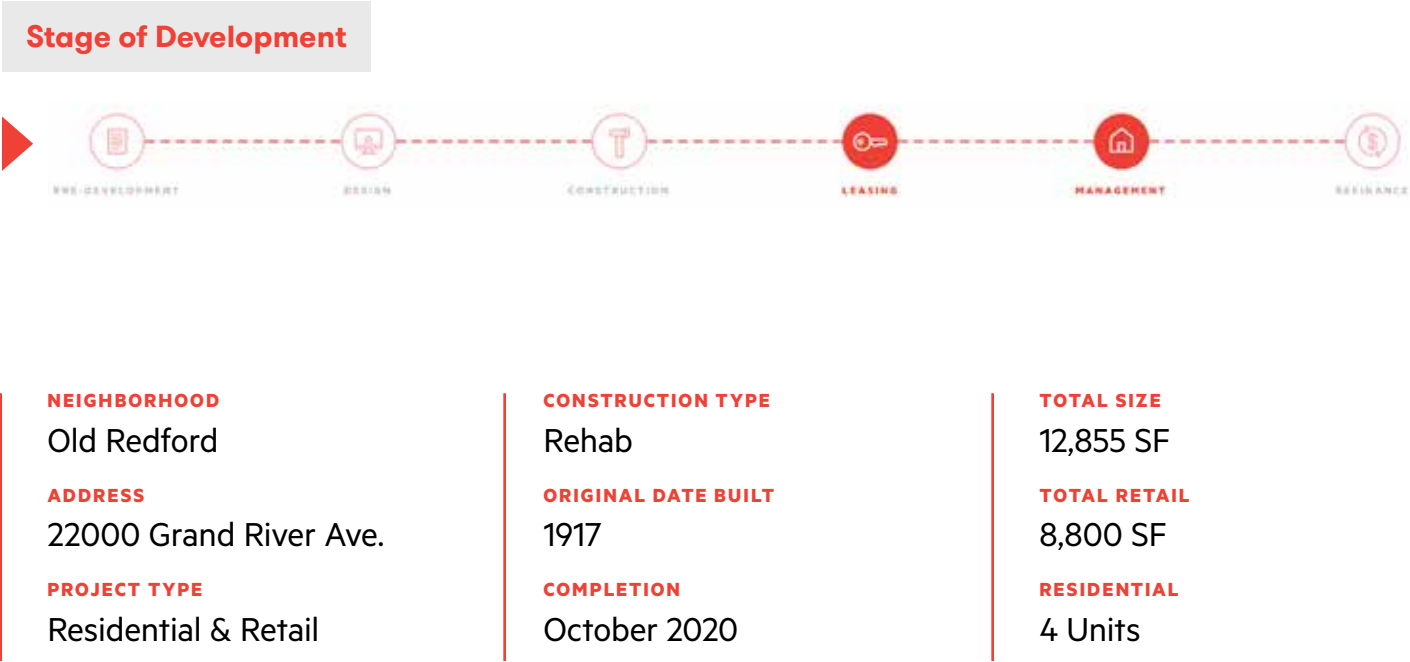 Stage of Development
PRE-DEVELOPMENT
DESIGN
CONSTRUCTION
LEASING
MANAGEMENT
REFINANCE
NEIGHBORHOOD
Old Redford
ADDRESS
22000 Grand River Ave.
PROJECT TYPE
Residential & Retail
CONSTRUCTION TYPE
Rehab
ORIGINAL DATE BUILT
1917
COMPLETION
October 2020
TOTAL SIZE
12,855 SF
TOTAL RETAIL
8,800 SF
RESIDENTIAL
4 Units